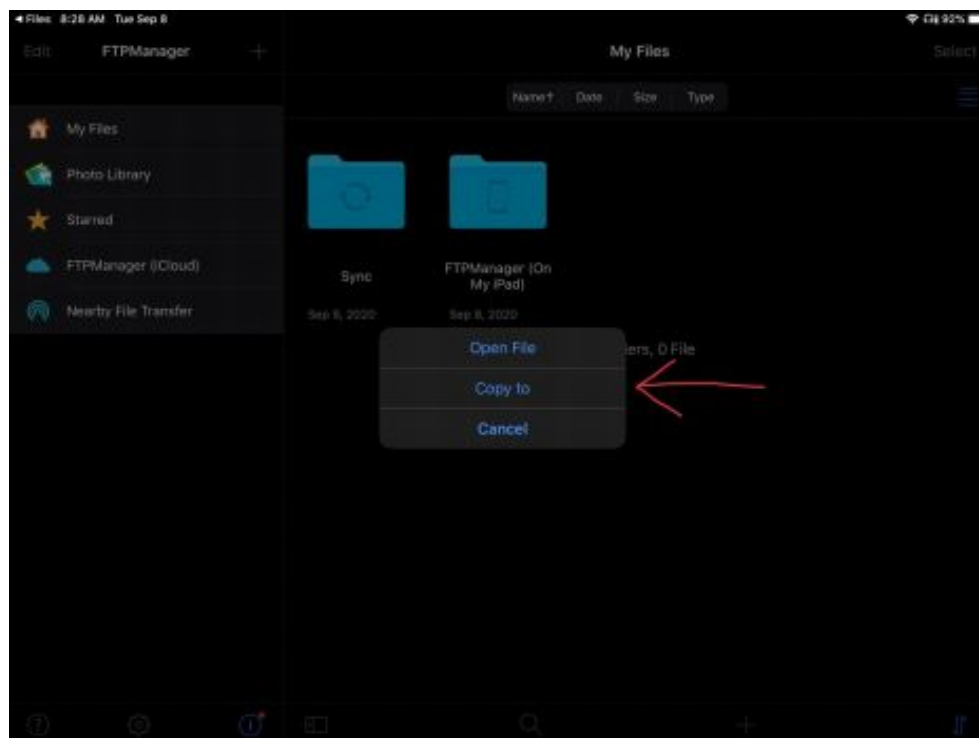 Files 8:28 AM Tue Sep 8
92%
Edit FTPManager
My Files
Select
Name↑ Date Size Type
My Files
Photo Library
Starred
FTPManager (iCloud)
Nearby File Transfer
Sync
FTPManager (On
My iPad)
Sep 8, 2020
Sep 8, 2020
Open File
ers, 0 File
Copy to
Cancel